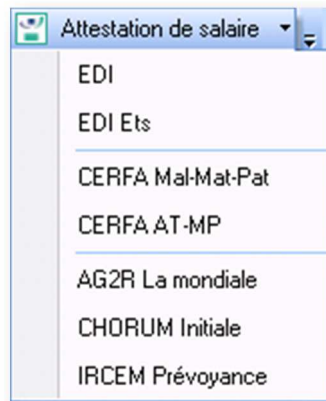 Attestation de salaire
EDI
EDI Ets
CERFA Mal-Mat-Pat
CERFA AT-MP
AG2R La mondiale
CHORUM Initiale
IRCEM Prévoyance